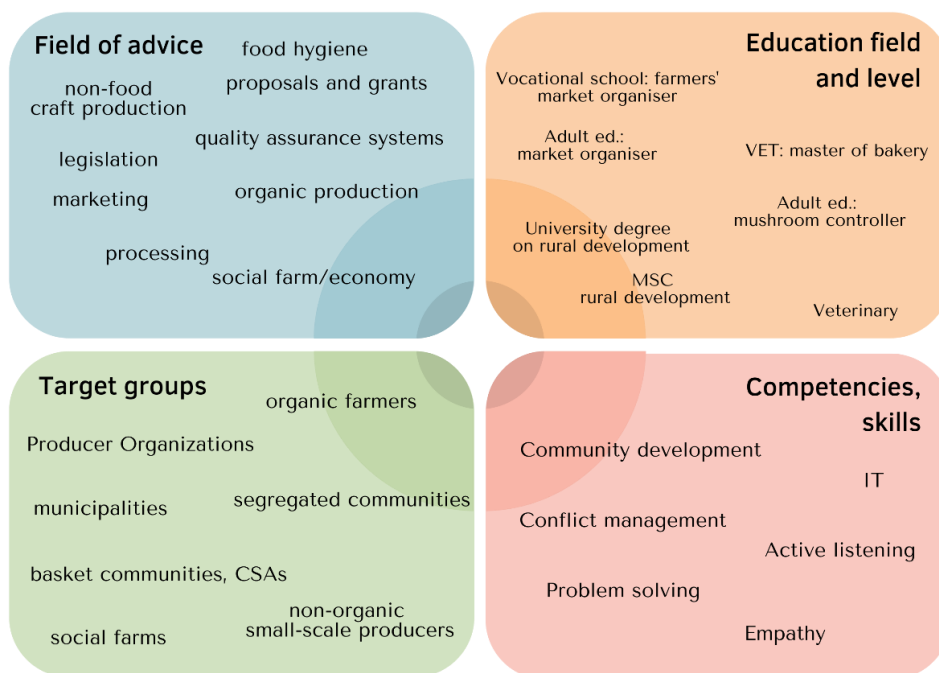 Field of advice
food hygiene
proposals and grants
non-food
craft production
quality assurance systems
legislation
organic production
marketing
processing
social farm/economy
Education field
and level
Vocational school: farmers'
market organiser
Adult ed.:
market organiser
VET: master of bakery
Adult ed.:
mushroom controller
University degree
on rural development
MSC
rural development
Veterinary
Target groups
organic farmers
Producer Organizations
segregated communities
municipalities
basket communities, CSAs
non-organic
small-scale producers
social farms
Competencies,
skills
Community development
IT
Conflict management
Active listening
Problem solving
Empathy